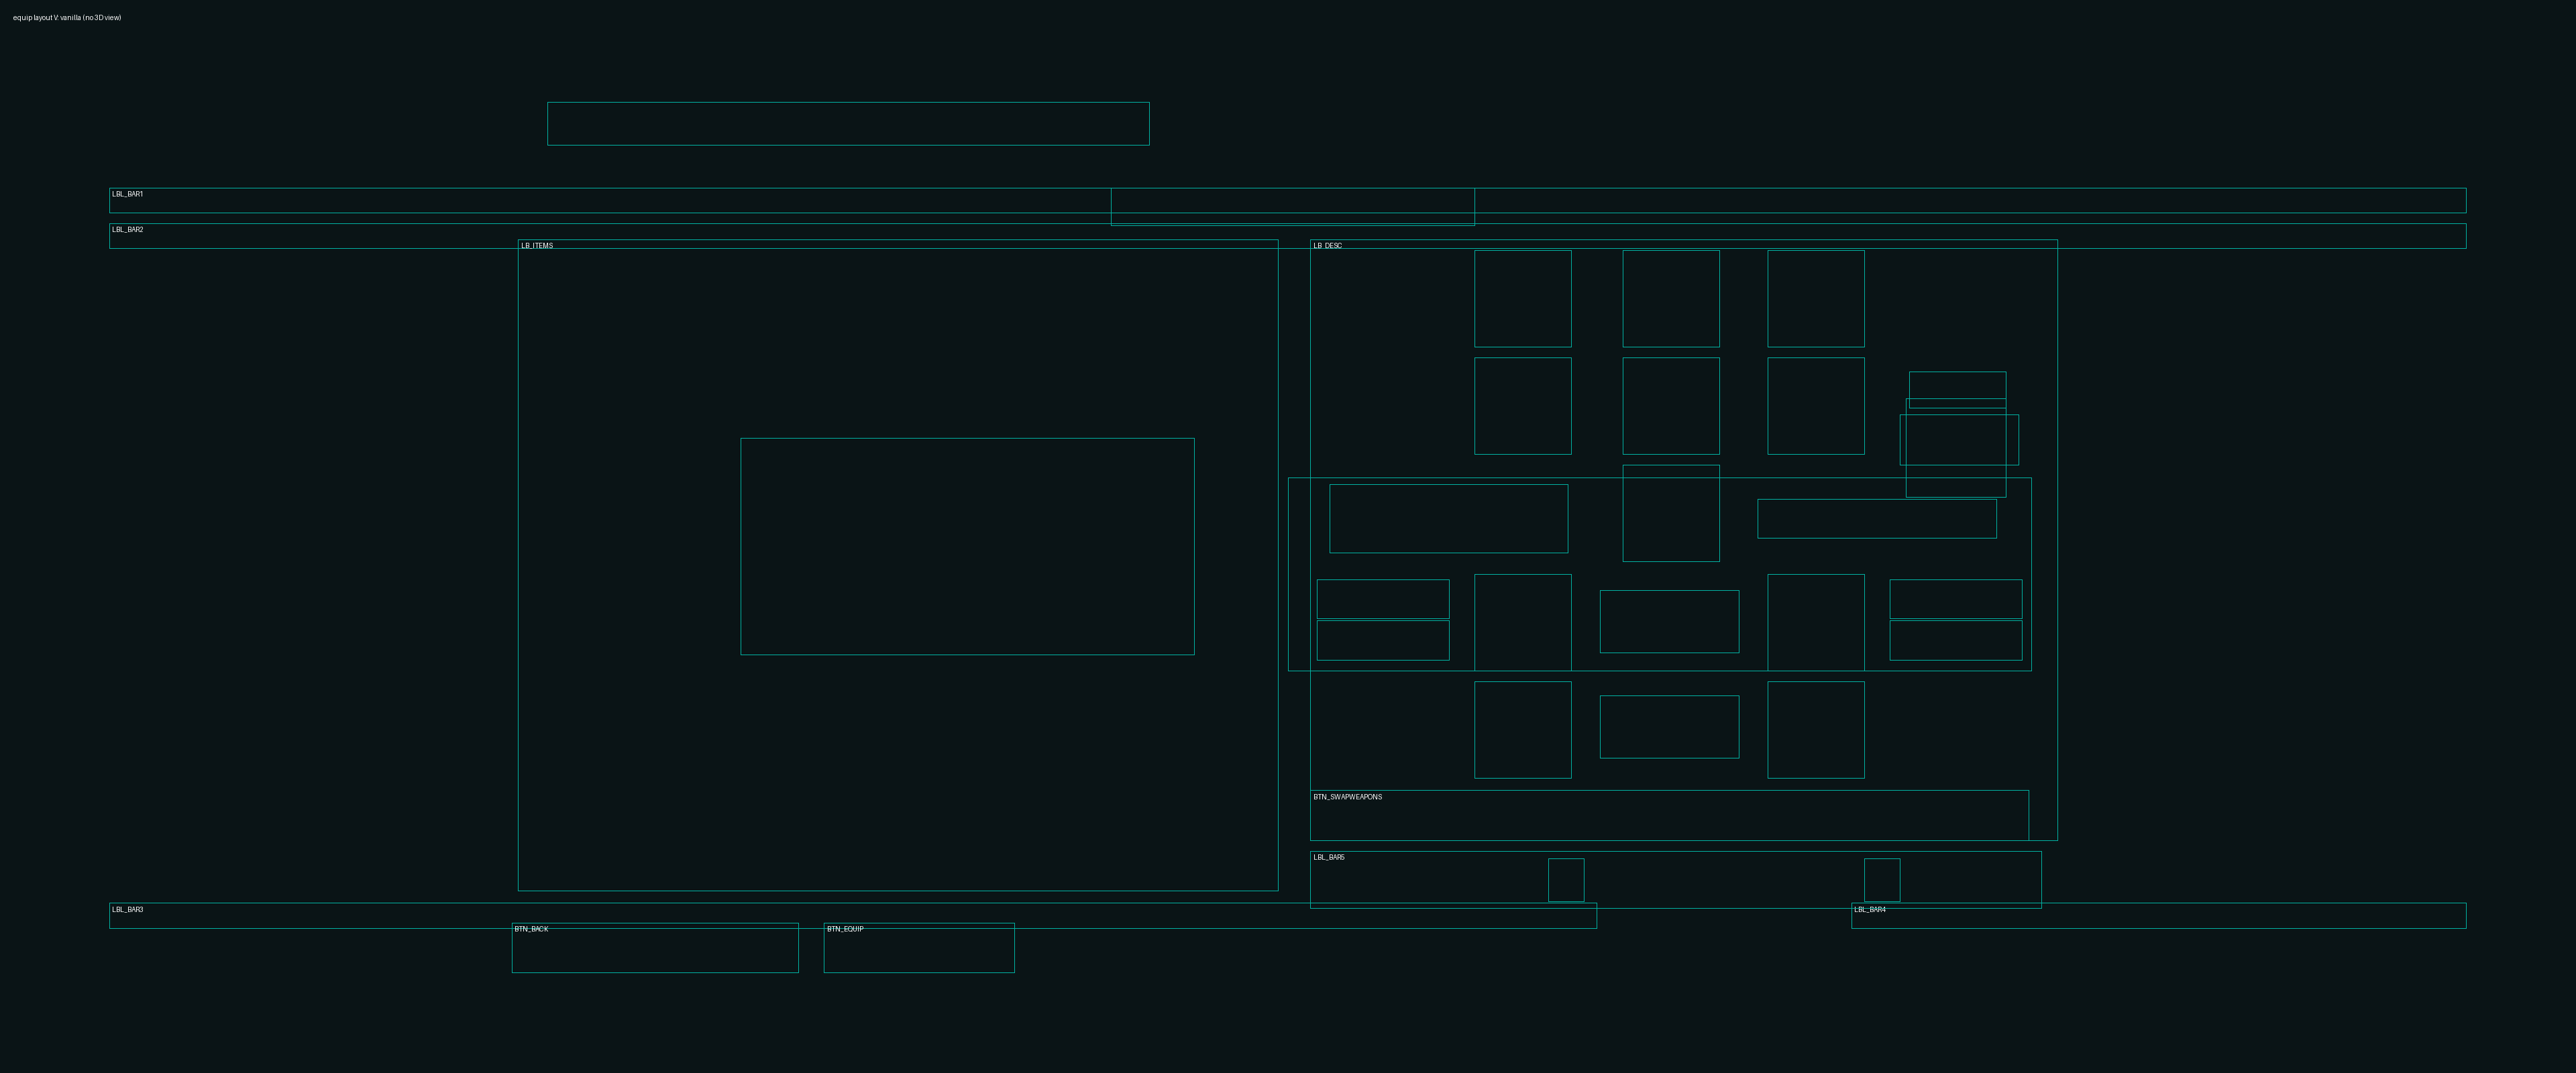 equip layout V: vanilla (no 3D view)
LBL_BAR1
LBL_BAR2
LB_ITEMS
LB_DESC
BTN_SWAPWEAPONS
LBL_BAR5
LBL_BAR3
LBL_BAR4
BTN_BACK
BTN_EQUIP